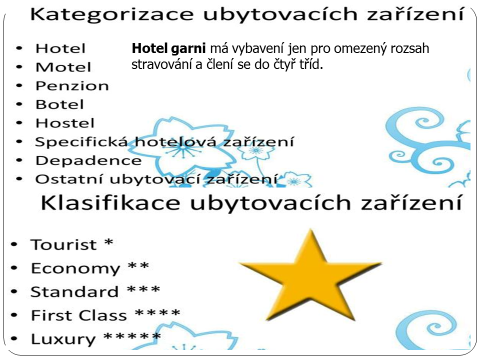 Kategorizace ubytovacích zařízení
• Hotel
Hotel garni má vybavení jen pro omezený rozsah
stravování a člení se do čtyř tříd.
• Motel
• Penzion
• Botel
• Hostel
• Specifická hotelová zařízení
• Depadence
• Ostatní ubytovací zařízení
Klasifikace ubytovacích zařízení
• Tourist *
• Economy **
• Standard ***
• First Class ****
• Luxury *****